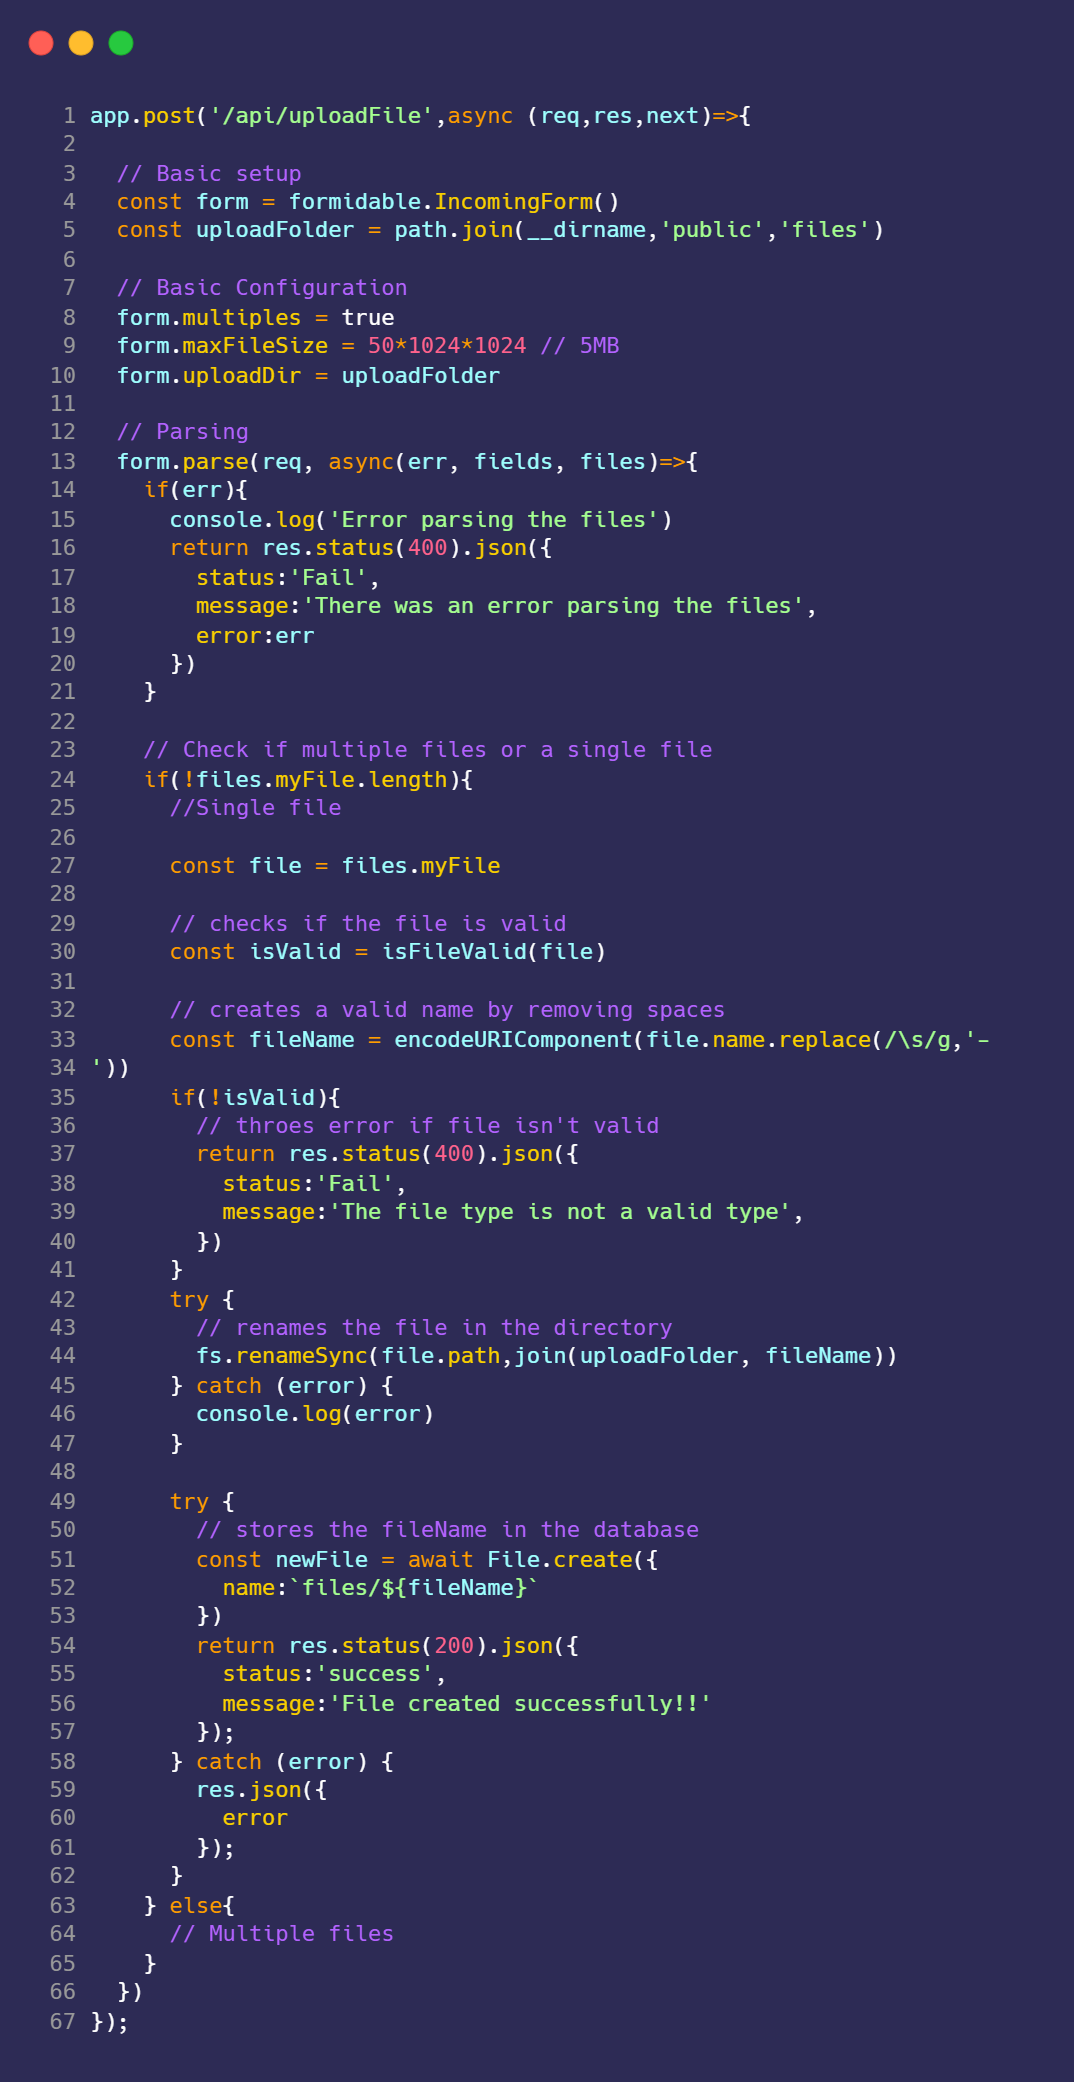 1 app.post('/api/uploadFile',async (req,res,next)=>{
2
3   // Basic setup
4   const form = formidable.IncomingForm()
5   const uploadFolder = path.join(__dirname,'public','files')
6
7   // Basic Configuration
8   form.multiples = true
9   form.maxFileSize = 50*1024*1024 // 5MB
10   form.uploadDir = uploadFolder
11
12   // Parsing
13   form.parse(req, async(err, fields, files)=>{
14     if(err){
15       console.log('Error parsing the files')
16       return res.status(400).json({
17         status:'Fail',
18         message:'There was an error parsing the files',
19         error:err
20       })
21     }
22
23     // Check if multiple files or a single file
24     if(!files.myFile.length){
25       //Single file
26
27       const file = files.myFile
28
29       // checks if the file is valid
30       const isValid = isFileValid(file)
31
32       // creates a valid name by removing spaces
33       const fileName = encodeURIComponent(file.name.replace(/\s/g,'-
34 '))
35       if(!isValid){
36         // throes error if file isn't valid
37         return res.status(400).json({
38           status:'Fail',
39           message:'The file type is not a valid type',
40         })
41       }
42       try {
43         // renames the file in the directory
44         fs.renameSync(file.path,join(uploadFolder, fileName))
45       } catch (error) {
46         console.log(error)
47       }
48
49       try {
50         // stores the fileName in the database
51         const newFile = await File.create({
52           name:`files/${fileName}`
53         })
54         return res.status(200).json({
55           status:'success',
56           message:'File created successfully!!'
57         });
58       } catch (error) {
59         res.json({
60           error
61         });
62       }
63     } else{
64       // Multiple files
65     }
66   })
67 });